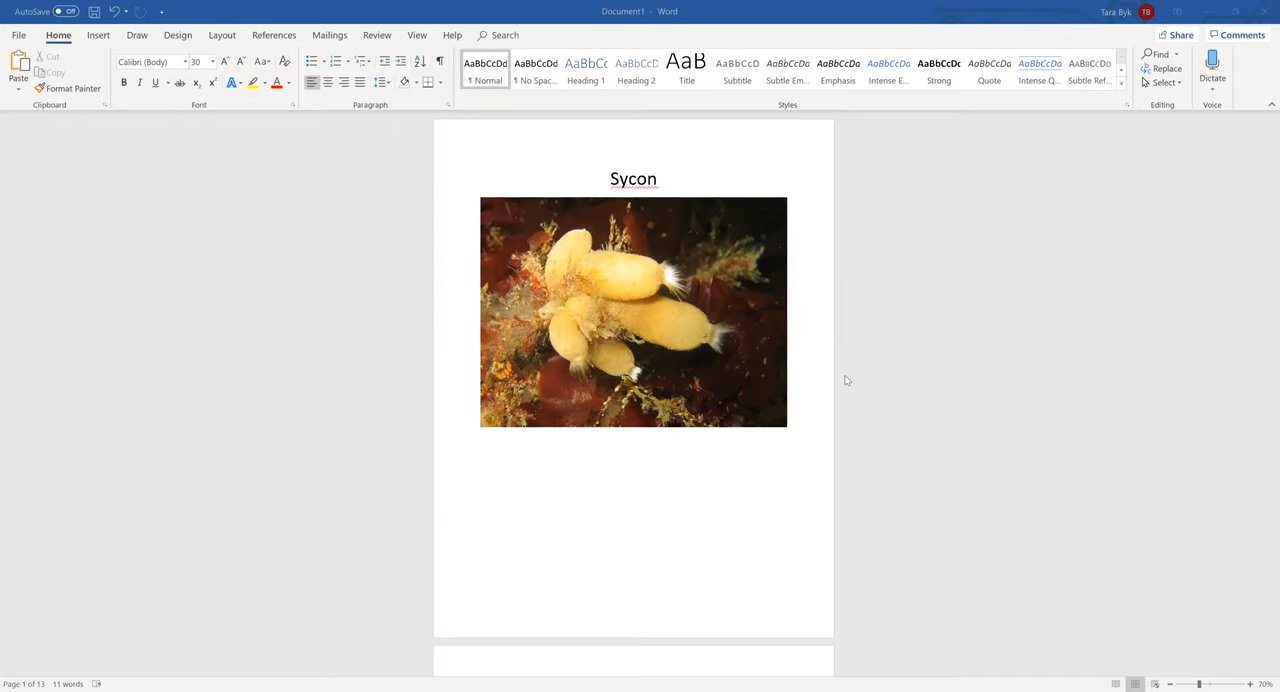 AutoSave Off Document1 - Word Tara Byk TB
File Home Insert Draw Design Layout References Mailings Review View Help Search Share Comments
Paste Cut Copy Format Painter
Calibri (Body) 30
AaBbCcDd AaBbCcDd AaBbCc AaBbCcD AaB AaBbCcD AaBbCcDa AaBbCcDa AaBbCcDa AaBbCcDc AaBbCcDa AaBbCcDa AaBbCcDd
¶ Normal ¶ No Spac... Heading 1 Heading 2 Title Subtitle Subtle Em... Emphasis Intense E... Strong Quote Intense Q... Subtle Ref...
Find Replace Select
Dictate
Clipboard Font Paragraph Styles Editing Voice
Sycon
Page 1 of 13 11 words 70%